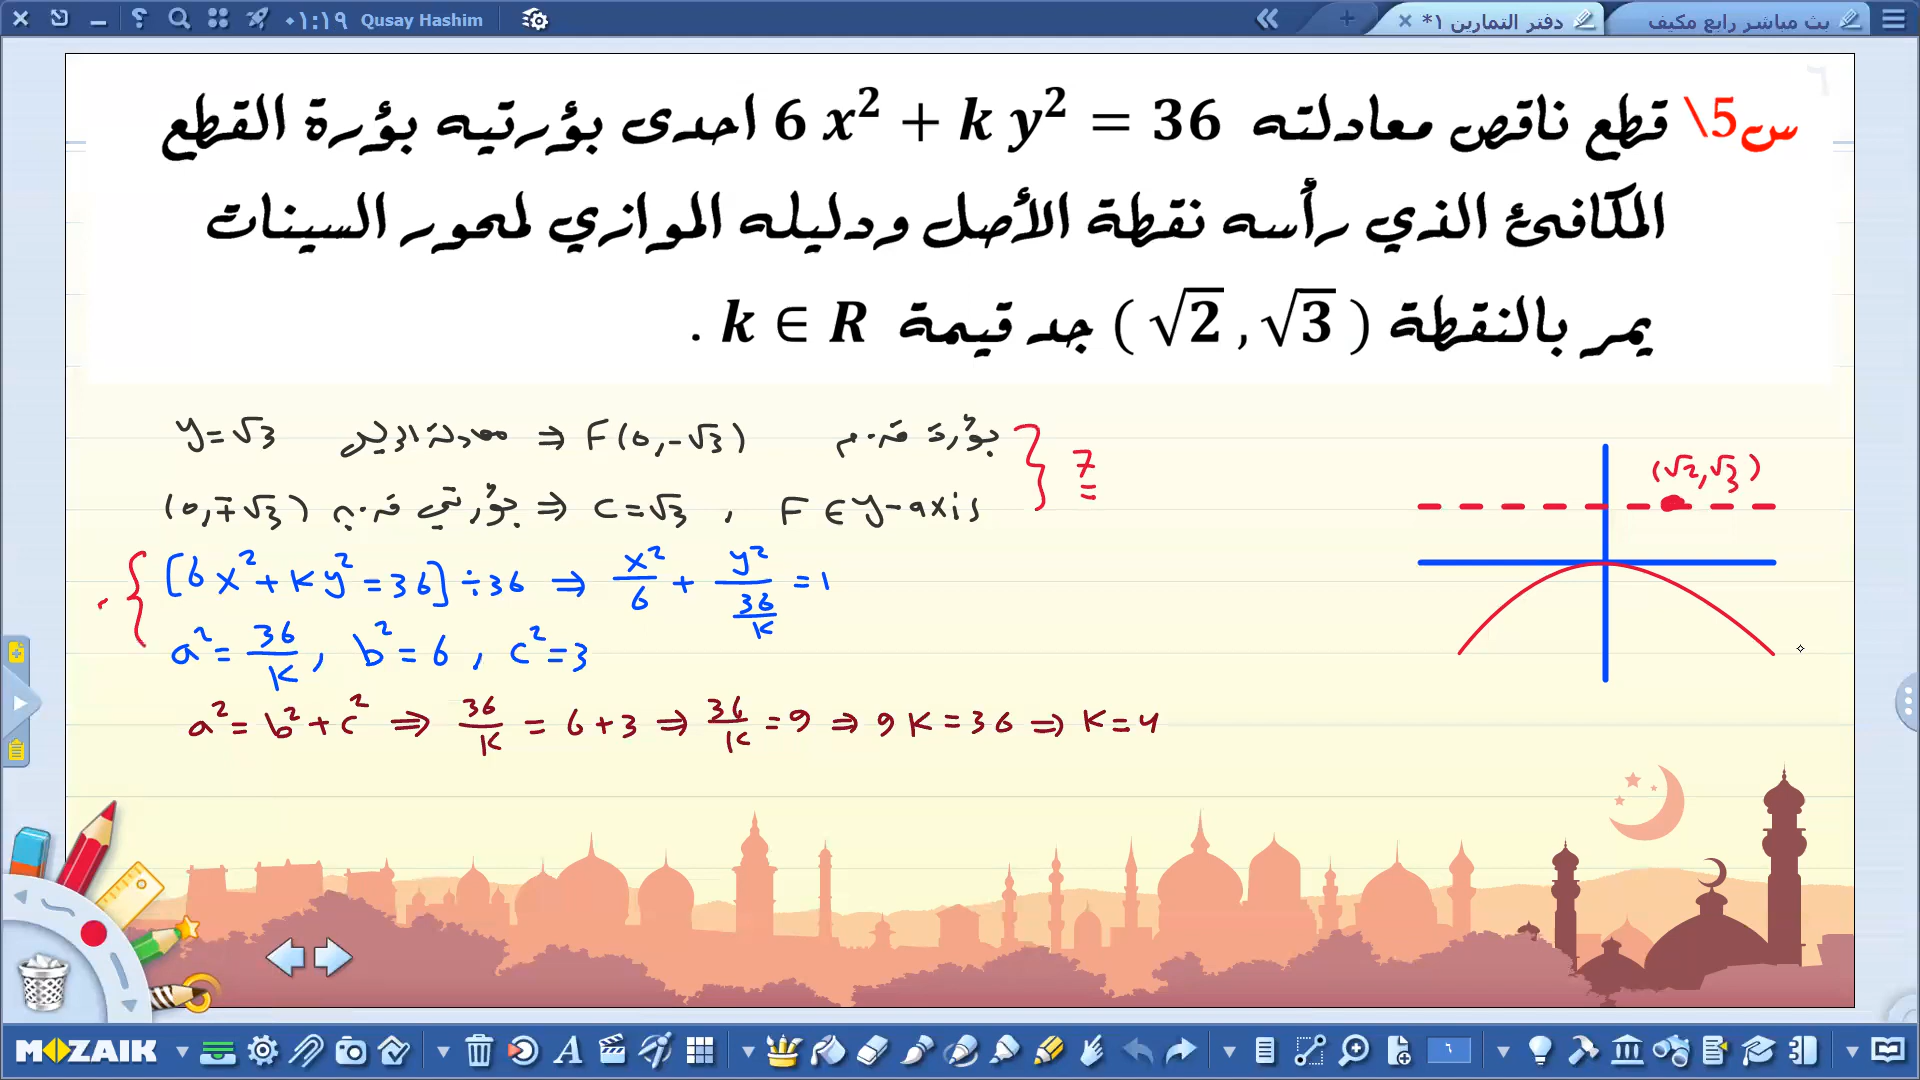 ٠١:١٩ Qusay Hashim
دفتر التمارين ١*
بث مباشر رابع مكيف
٦
س5\ قطع ناقص معادلته 6 x² + k y² = 36 احدى بؤرتيه بؤرة القطع
المكافئ الذي رأسه نقطة الأصل ودليله الموازي لمحور السينات
يمر بالنقطة ( √2 , √3 ) جد قيمة k ∈ R .
y = √3 معادلة الدليل ⇒ F(0, -√3) بؤرة ق.م
(0, ∓√3) بؤرتي ق.ن ⇒ c = √3 , F ∈ y-axis
7
(√2, √3)
[6x² + ky² = 36] ÷ 36 ⇒ x²/6 + y²/(36/k) = 1
a² = 36/k , b² = 6 , c² = 3
a² = b² + c² ⇒ 36/k = 6 + 3 ⇒ 36/k = 9 ⇒ 9k = 36 ⇒ k = 4
MOZAIK
٦